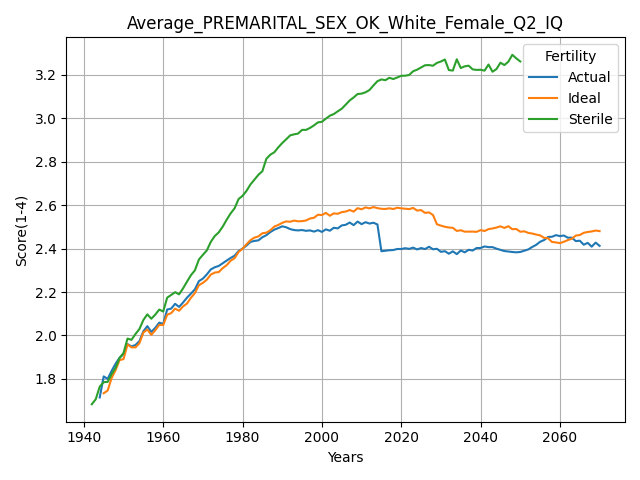 Average_PREMARITAL_SEX_OK_White_Female_Q2_IQ
Fertility
Actual
Ideal
Sterile
Score(1-4)
3.2
3.0
2.8
2.6
2.4
2.2
2.0
1.8
1940 1960 1980 2000 2020 2040 2060
Years